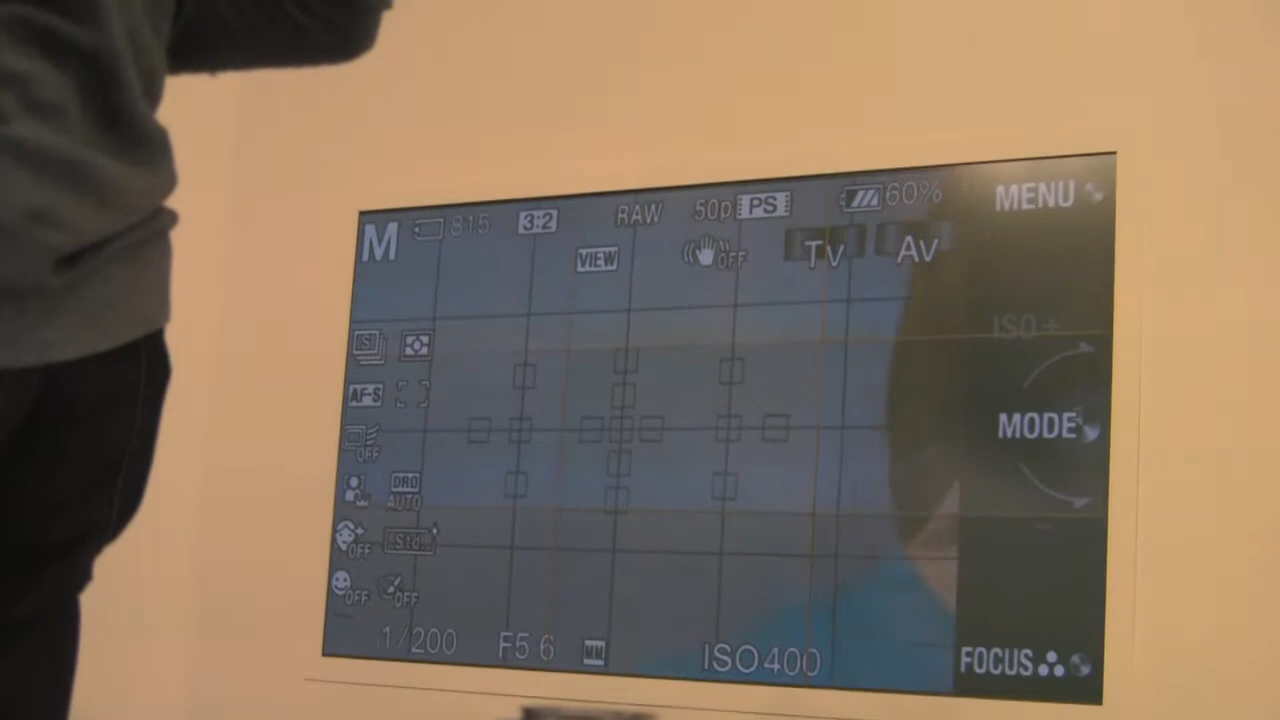 M 815 3:2 RAW 50p PS 60% MENU
VIEW OFF Tv Av
S
ISO +
AF-S
MODE
OFF
DRO
AUTO
OFF Std.
OFF OFF
1/200 F5.6 MM ISO400 FOCUS